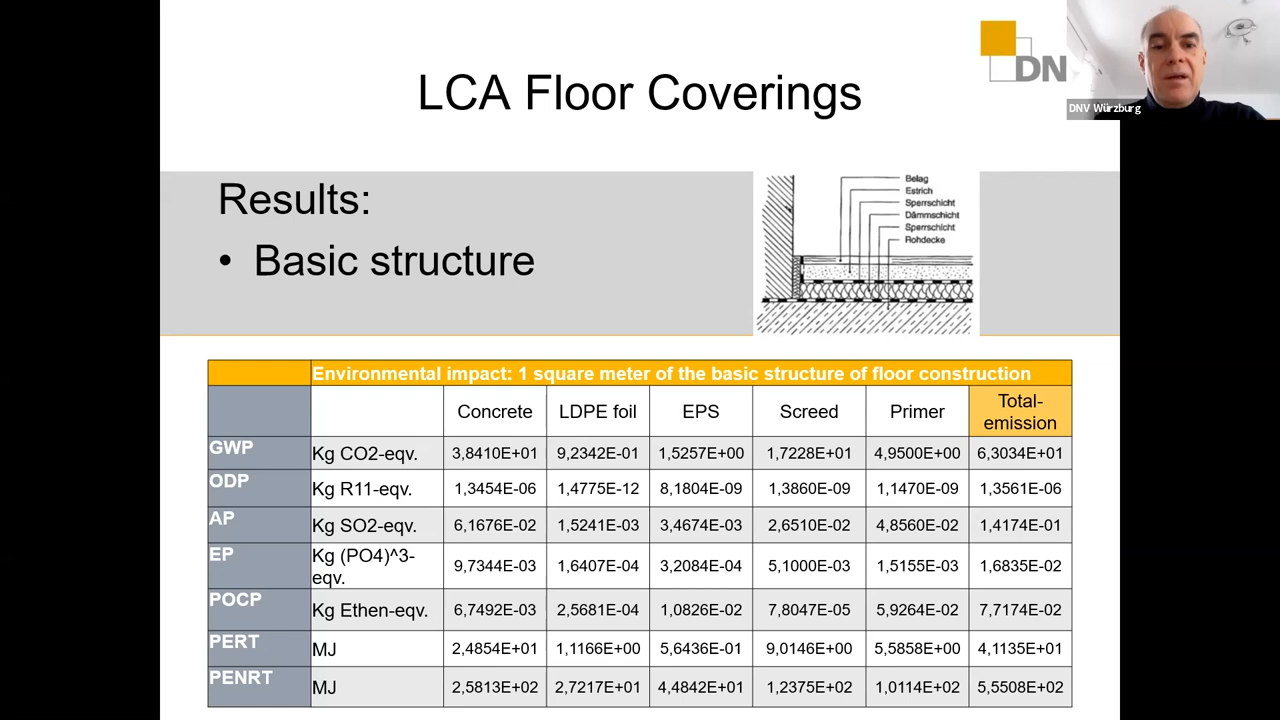 LCA Floor Coverings
DN
DNV Würzburg
Results:
• Basic structure
Belag
Estrich
Sperrschicht
Dämmschicht
Sperrschicht
Rohdecke
Environmental impact: 1 square meter of the basic structure of floor construction
Concrete LDPE foil EPS Screed Primer Total-
emission
GWP Kg CO2-eqv. 3,8410E+01 9,2342E-01 1,5257E+00 1,7228E+01 4,9500E+00 6,3034E+01
ODP Kg R11-eqv. 1,3454E-06 1,4775E-12 8,1804E-09 1,3860E-09 1,1470E-09 1,3561E-06
AP Kg SO2-eqv. 6,1676E-02 1,5241E-03 3,4674E-03 2,6510E-02 4,8560E-02 1,4174E-01
EP Kg (PO4)^3-
eqv. 9,7344E-03 1,6407E-04 3,2084E-04 5,1000E-03 1,5155E-03 1,6835E-02
POCP Kg Ethen-eqv. 6,7492E-03 2,5681E-04 1,0826E-02 7,8047E-05 5,9264E-02 7,7174E-02
PERT MJ 2,4854E+01 1,1166E+00 5,6436E-01 9,0146E+00 5,5858E+00 4,1135E+01
PENRT MJ 2,5813E+02 2,7217E+01 4,4842E+01 1,2375E+02 1,0114E+02 5,5508E+02